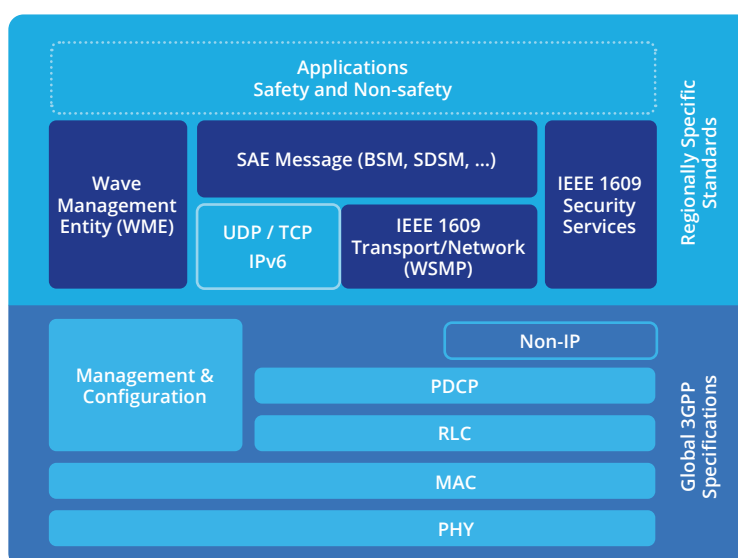 Applications
Safety and Non-safety
Wave
Management
Entity (WME)
SAE Message (BSM, SDSM, ...)
UDP / TCP
IPv6
IEEE 1609
Transport/Network
(WSMP)
IEEE 1609
Security
Services
Regionally Specific
Standards
Management &
Configuration
Non-IP
PDCP
RLC
MAC
PHY
Global 3GPP
Specifications